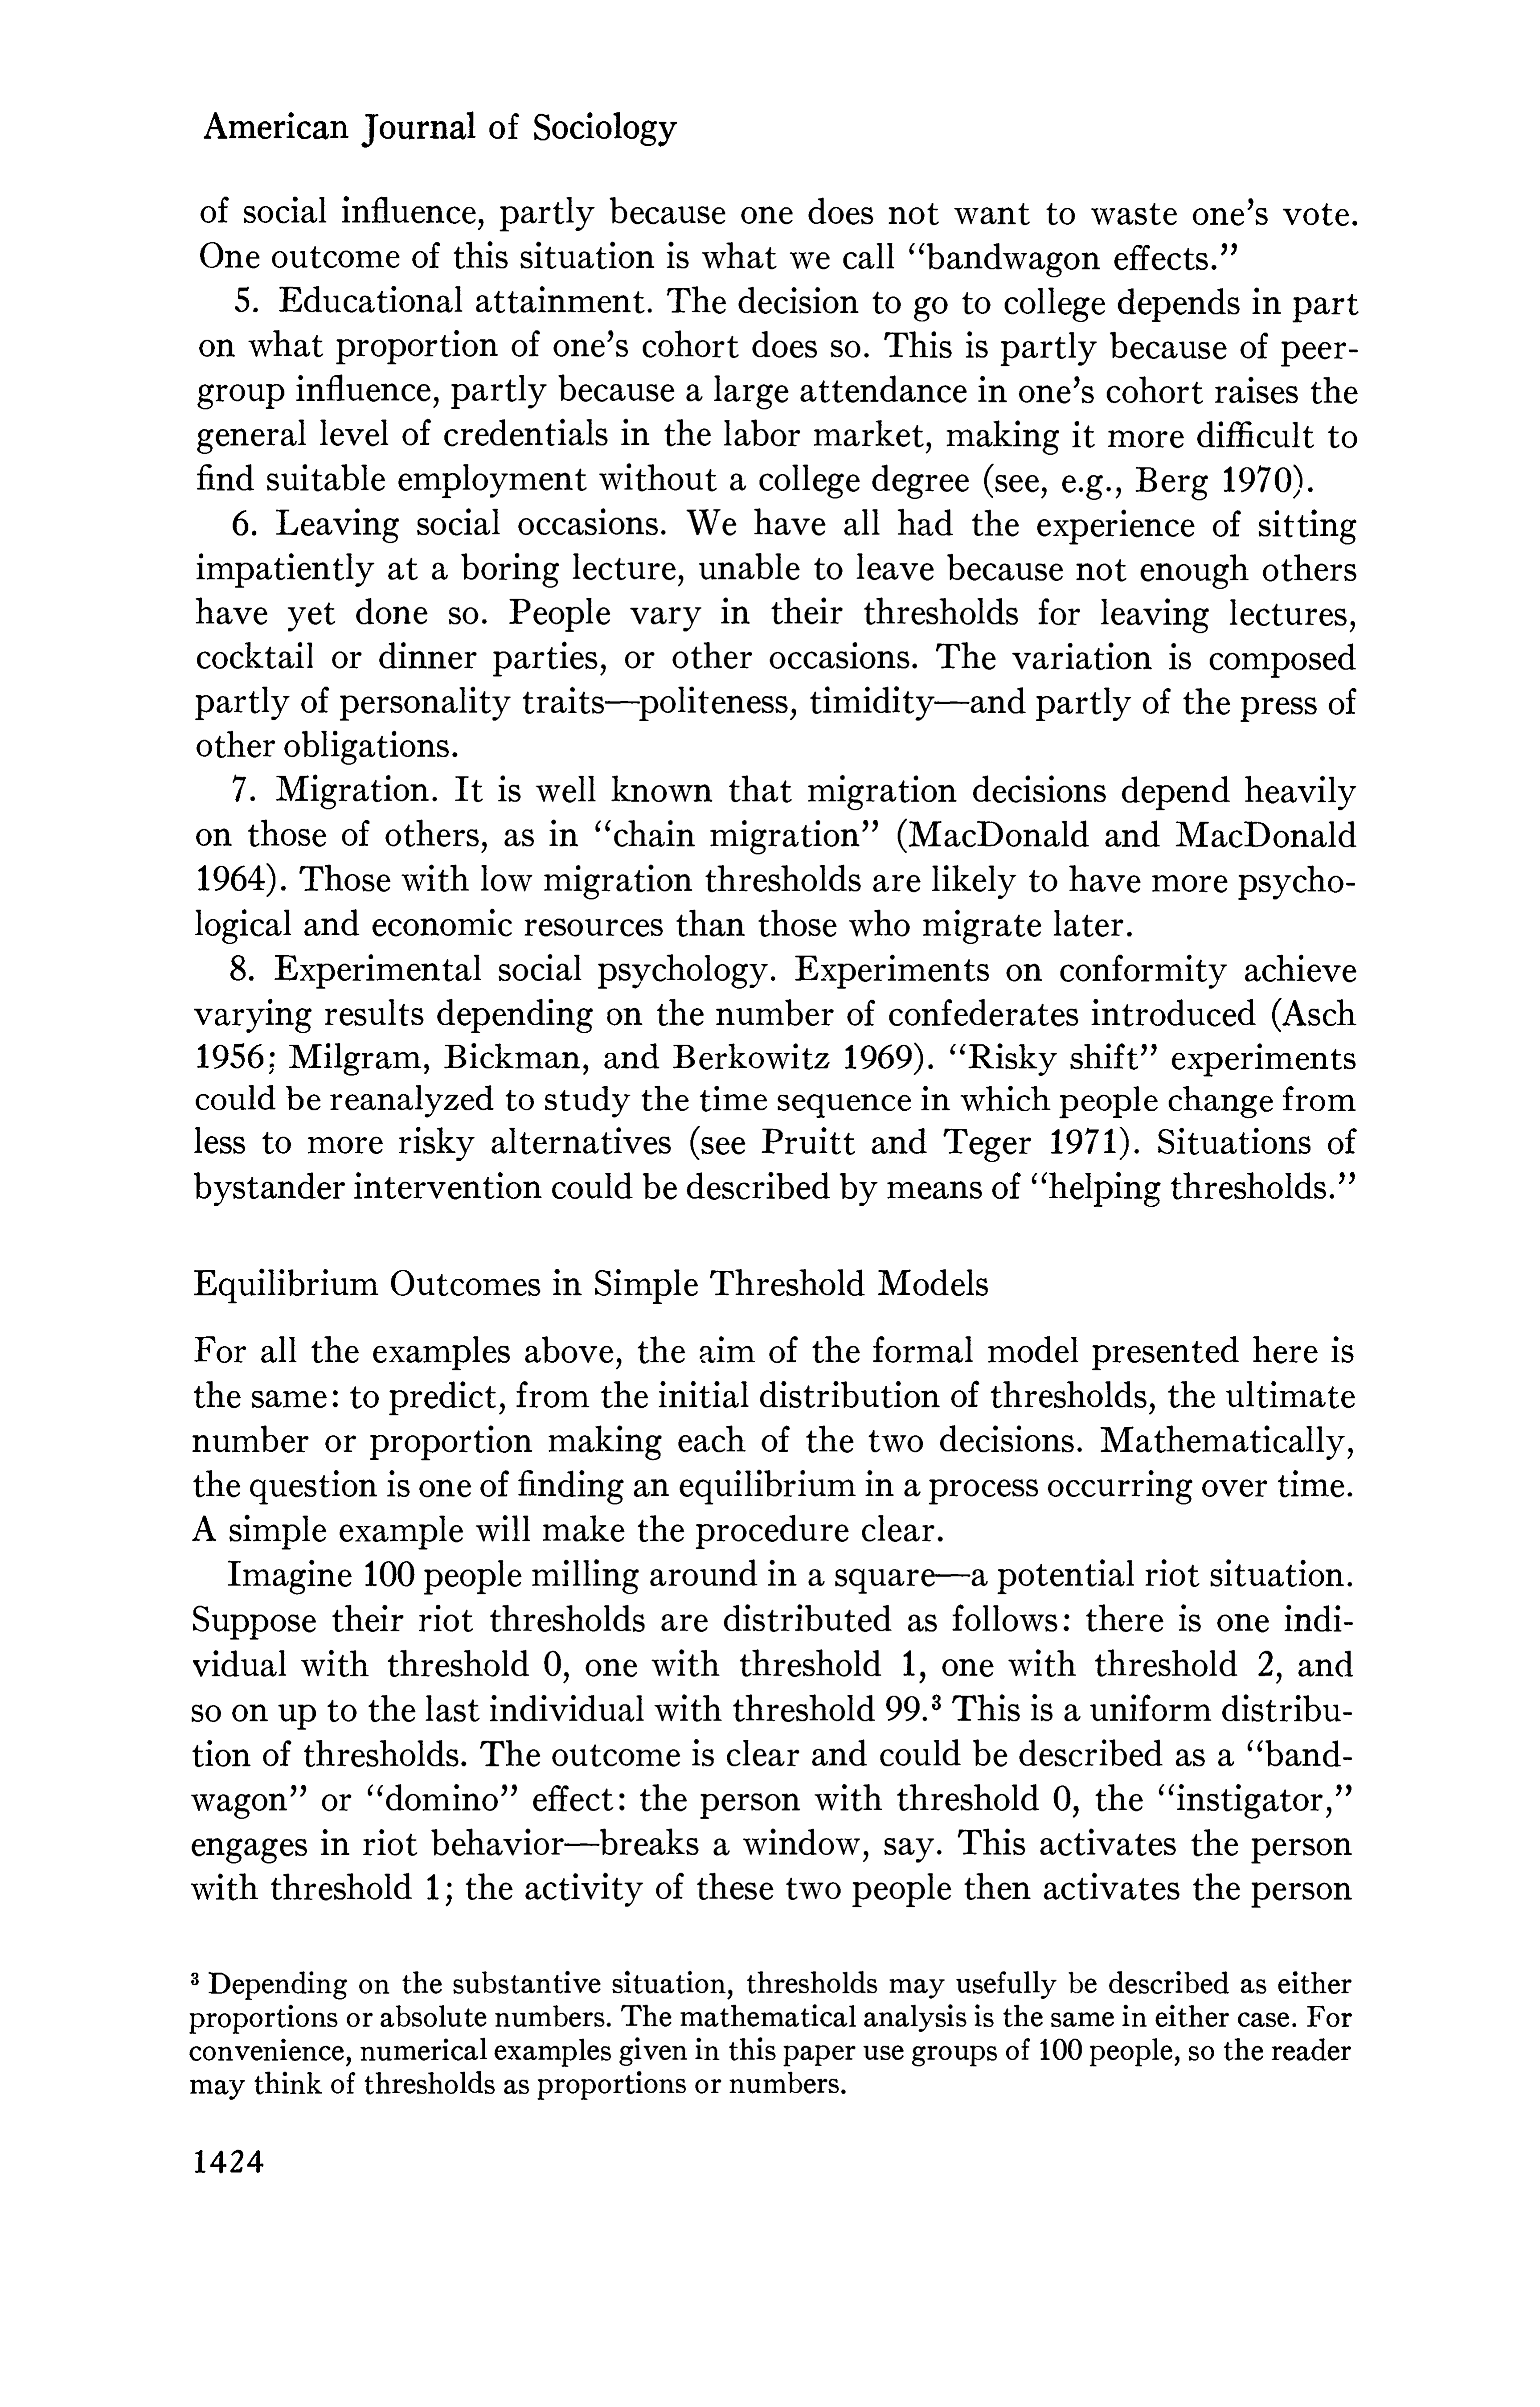 American Journal of Sociology
of social influence, partly because one does not want to waste one's vote.
One outcome of this situation is what we call “bandwagon effects.”
5. Educational attainment. The decision to go to college depends in part
on what proportion of one's cohort does so. This is partly because of peer-
group influence, partly because a large attendance in one's cohort raises the
general level of credentials in the labor market, making it more difficult to
find suitable employment without a college degree (see, e.g., Berg 1970).
6. Leaving social occasions. We have all had the experience of sitting
impatiently at a boring lecture, unable to leave because not enough others
have yet done so. People vary in their thresholds for leaving lectures,
cocktail or dinner parties, or other occasions. The variation is composed
partly of personality traits—politeness, timidity—and partly of the press of
other obligations.
7. Migration. It is well known that migration decisions depend heavily
on those of others, as in “chain migration” (MacDonald and MacDonald
1964). Those with low migration thresholds are likely to have more psycho-
logical and economic resources than those who migrate later.
8. Experimental social psychology. Experiments on conformity achieve
varying results depending on the number of confederates introduced (Asch
1956; Milgram, Bickman, and Berkowitz 1969). “Risky shift” experiments
could be reanalyzed to study the time sequence in which people change from
less to more risky alternatives (see Pruitt and Teger 1971). Situations of
bystander intervention could be described by means of “helping thresholds.”
Equilibrium Outcomes in Simple Threshold Models
For all the examples above, the aim of the formal model presented here is
the same: to predict, from the initial distribution of thresholds, the ultimate
number or proportion making each of the two decisions. Mathematically,
the question is one of finding an equilibrium in a process occurring over time.
A simple example will make the procedure clear.
Imagine 100 people milling around in a square—a potential riot situation.
Suppose their riot thresholds are distributed as follows: there is one indi-
vidual with threshold 0, one with threshold 1, one with threshold 2, and
so on up to the last individual with threshold 99.³ This is a uniform distribu-
tion of thresholds. The outcome is clear and could be described as a “band-
wagon” or “domino” effect: the person with threshold 0, the “instigator,”
engages in riot behavior—breaks a window, say. This activates the person
with threshold 1; the activity of these two people then activates the person
³ Depending on the substantive situation, thresholds may usefully be described as either
proportions or absolute numbers. The mathematical analysis is the same in either case. For
convenience, numerical examples given in this paper use groups of 100 people, so the reader
may think of thresholds as proportions or numbers.
1424